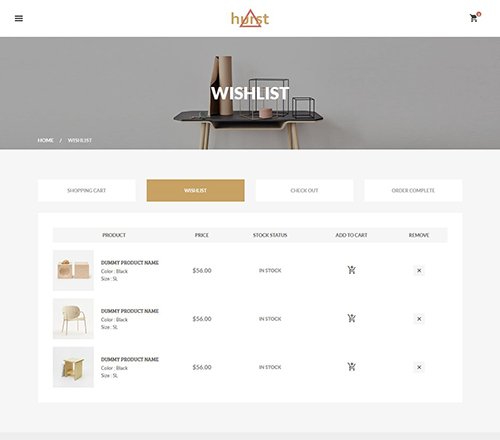 hurst
WISHLIST
HOME / WISHLIST
SHOPPING CART WISHLIST CHECK OUT ORDER COMPLETE
PRODUCT PRICE STOCK STATUS ADD TO CART REMOVE
DUMMY PRODUCT NAME
Color : Black
Size : SL
$56.00 IN STOCK
DUMMY PRODUCT NAME
Color : Black
Size : SL
$56.00 IN STOCK
DUMMY PRODUCT NAME
Color : Black
Size : SL
$56.00 IN STOCK